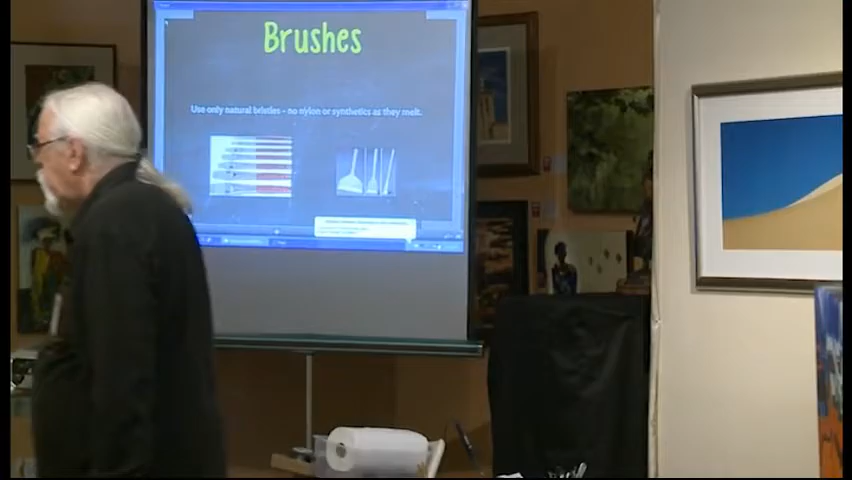 Brushes
Use only natural bristles - no nylon or synthetics as they melt.